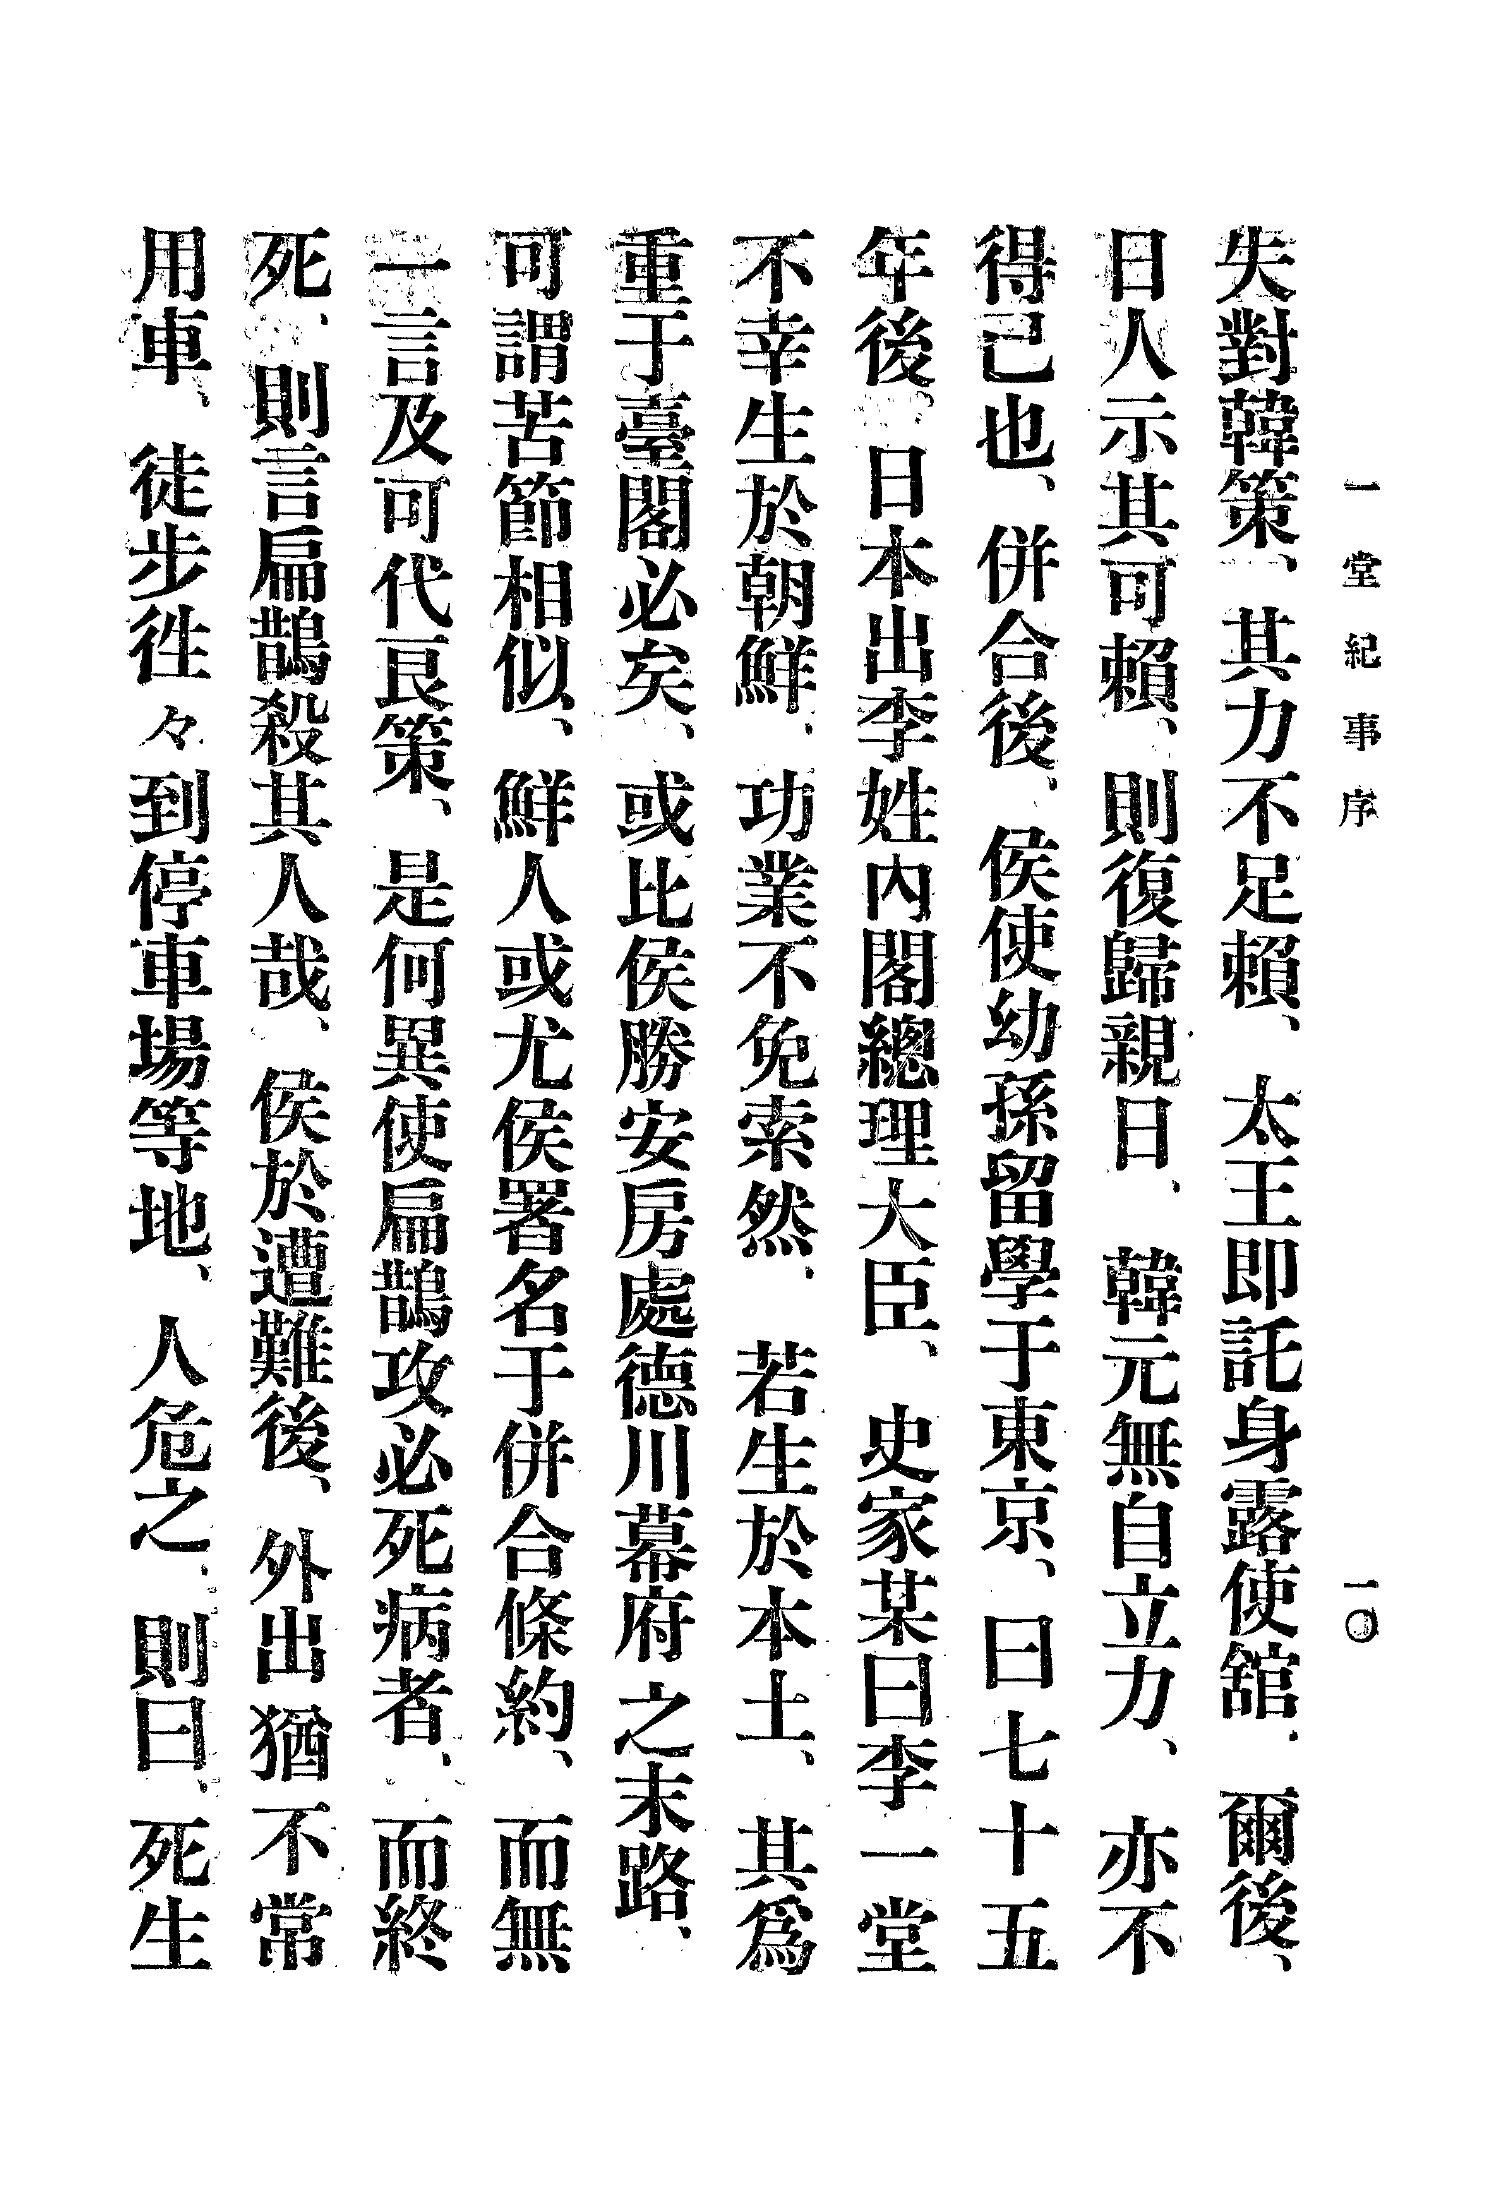 一堂紀事序
一〇
失對韓策、其力不足賴、太王即託身露使舘、爾後、
日人示其可賴、則復歸親日、韓元無自立力、亦不
得已也、併合後、侯使幼孫留學于東京、曰七十五
年後、日本出李姓內閣總理大臣、史家某曰李一堂
不幸生於朝鮮、功業不免索然、若生於本土、其爲
重于臺閣必矣、或比侯勝安房處德川幕府之末路、
可謂苦節相似、鮮人或尤侯署名于併合條約、而無
一言及可代良策、是何異使扁鵲攻必死病者、而終
死、則言扁鵲殺其人哉、侯於遭難後、外出猶不常
用車、徒步徃々到停車場等地、人危之、則曰、死生